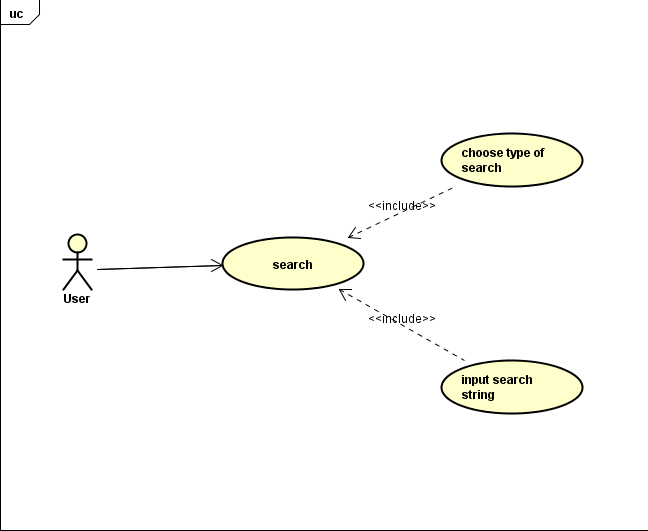 uc
choose type of
search
<<include>>
search
User
<<include>>
input search
string